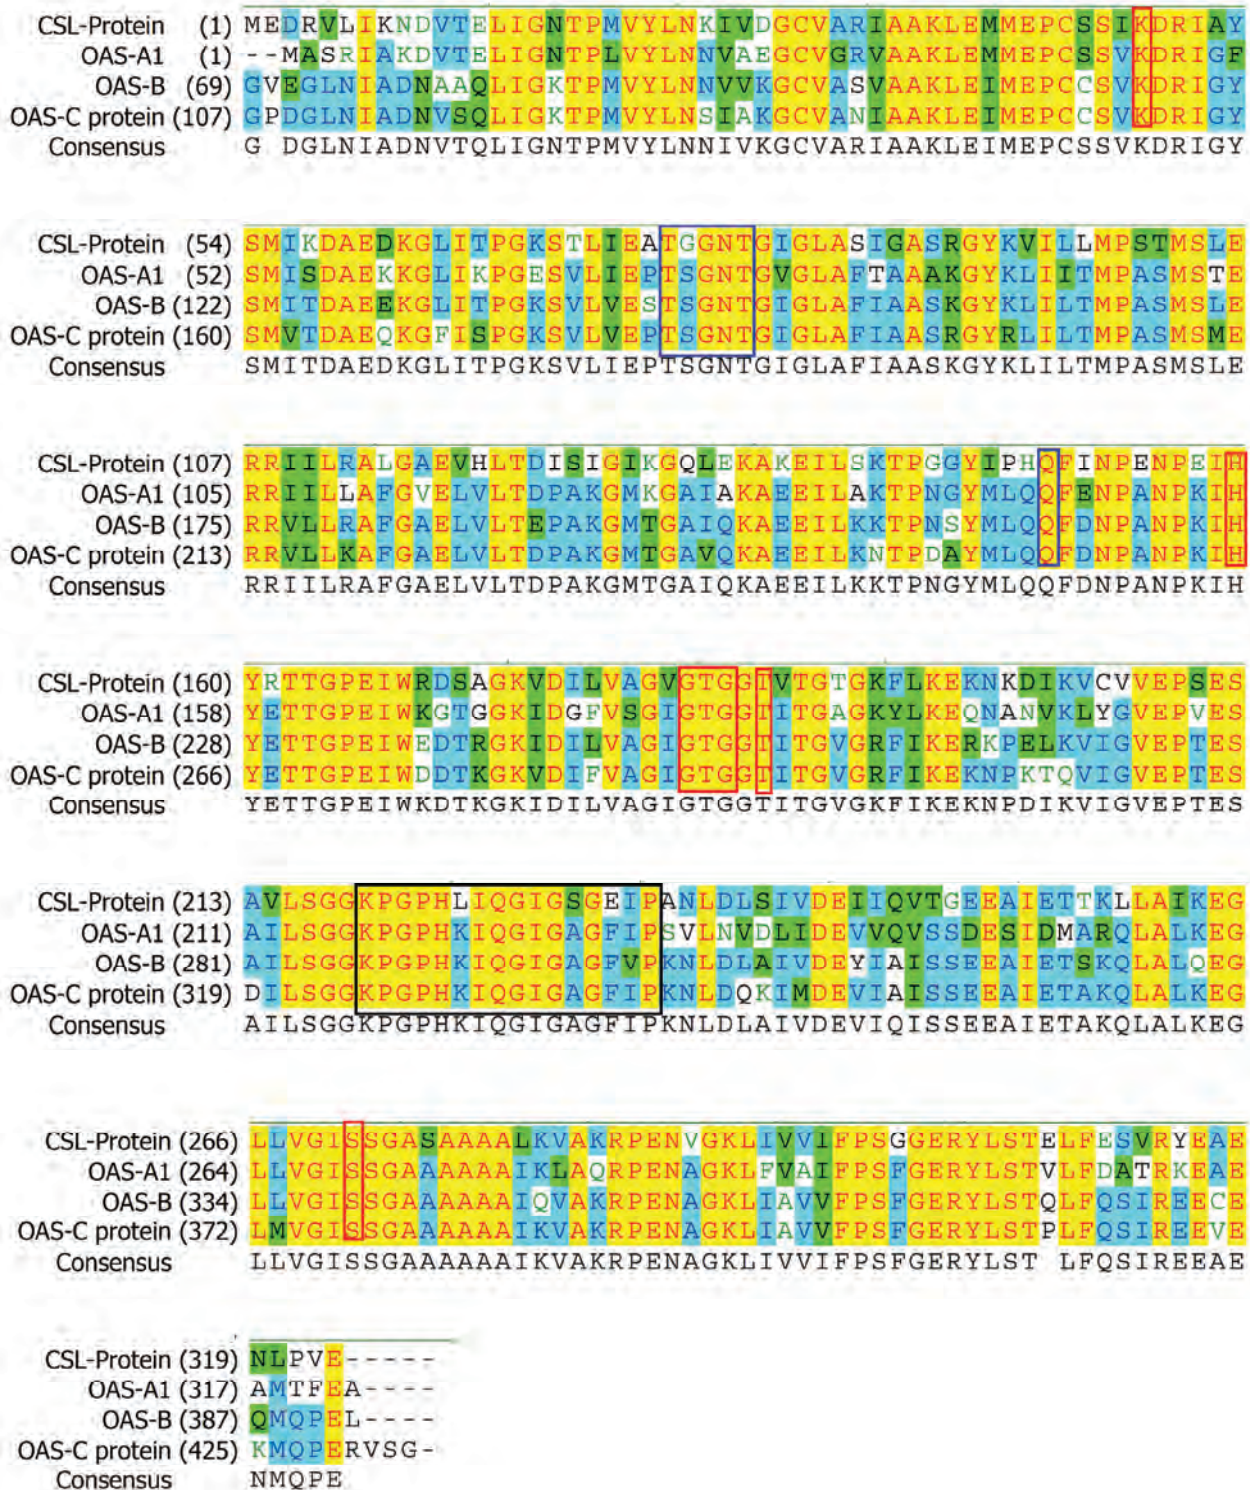 CSL-Protein (1) MEDRVLIKNDVTELIGNTPMVYLNKIVDGCVARIAAKLEMMEPCSSIKDRIAY
OAS-A1 (1) --MASRIAKDVTELIGNTPLVYLNNVAEGCVGRVAAKLEMMEPCSSVKDRIGF
OAS-B (69) GVEGLNIADNAAQLIGKTPMVYLNNVVKGCVASVAAKLEIMEPCCSVKDRIGY
OAS-C protein (107) GPDGLNIADNVSQLIGKTPMVYLNSIAKGCVANIAAKLEIMEPCCSVKDRIGY
Consensus G DGLNIADNVTQLIGNTPMVYLNNIVKGCVARIAAKLEIMEPCSSVKDRIGY
CSL-Protein (54) SMIKDAEDKGLITPGKSTLIEATGGNTGIGLASIGASRGYKVILLMPSTMSLE
OAS-A1 (52) SMISDAEKKGLIKPGESVLIEPTSGNTGVGLAFTAAAKGYKLIITMPASMSTE
OAS-B (122) SMITDAEEKGLITPGKSVLVESTSGNTGIGLAFIAASKGYKLILTMPASMSLE
OAS-C protein (160) SMVTDAEQKGFISPGKSVLVEPTSGNTGIGLAFIAASRGYRLILTMPASMSME
Consensus SMITDAEDKGLITPGKSVLIEPTSGNTGIGLAFIAASKGYKLILTMPASMSLE
CSL-Protein (107) RRIILRALGAEVHLTDISIGIKGQLEKAKEILSKTPGGYIPHQFINPENPEIH
OAS-A1 (105) RRIILLAFGVELVLTDPAKGMKGAIAKAEEILAKTPNGYMLQQFENPANPKIH
OAS-B (175) RRVLLRAFGAELVLTEPAKGMTGAIQKAEEILKKTPNSYMLQQFDNPANPKIH
OAS-C protein (213) RRVLLKAFGAELVLTDPAKGMTGAVQKAEEILKNTPDAYMLQQFDNPANPKIH
Consensus RRIILRAFGAELVLTDPAKGMTGAIQKAEEILKKTPNGYMLQQFDNPANPKIH
CSL-Protein (160) YRTTGPEIWRDSAGKVDILVAGVGTGGTVTGTGKFLKEKNKDIKVCVVEPSES
OAS-A1 (158) YETTGPEIWKGTGGKIDGFVSGIGTGGTITGAGKYLKEQNANVKLYGVEPVES
OAS-B (228) YETTGPEIWEDTRGKIDILVAGIGTGGTITGVGRFIKERKPELKVIGVEPTES
OAS-C protein (266) YETTGPEIWDDTKGKVDIFVAGIGTGGTITGVGRFIKEKNPKTQVIGVEPTES
Consensus YETTGPEIWKDTKGKIDILVAGIGTGGTITGVGKFIKEKNPDIKVIGVEPTES
CSL-Protein (213) AVLSGGKPGPHLIQGIGSGEIPANLDLSIVDEIIQVTGEEAIETTKLLAIKEG
OAS-A1 (211) AILSGGKPGPHKIQGIGAGFIPSVLNVDLIDEVVQVSSDESIDMARQLALKEG
OAS-B (281) AILSGGKPGPHKIQGIGAGFVPKNLDLAIVDEYIAISSEEAIETSKQLALQEG
OAS-C protein (319) DILSGGKPGPHKIQGIGAGFIPKNLDQKIMDEVIAISSEEAIETAKQLALKEG
Consensus AILSGGKPGPHKIQGIGAGFIPKNLDLAIVDEVIQISSEEAIETAKQLALKEG
CSL-Protein (266) LLVGISSGASAAAALKVAKRPENVGKLIVVIFPSGGERYLSTELFESVRYEAE
OAS-A1 (264) LLVGISSGAAAAAAIKLAQRPENAGKLFVAIFPSFGERYLSTVLFDATRKEAE
OAS-B (334) LLVGISSGAAAAAAIQVAKRPENAGKLIAVVFPSFGERYLSTQLFQSIREECE
OAS-C protein (372) LMVGISSGAAAAAAIKVAKRPENAGKLIAVVFPSFGERYLSTPLFQSIREEVE
Consensus LLVGISSGAAAAAAIKVAKRPENAGKLIVVIFPSFGERYLST LFQSIREEAE
CSL-Protein (319) NLPVE-----
OAS-A1 (317) AMTFEA----
OAS-B (387) QMQPEL----
OAS-C protein (425) KMQPERVSG-
Consensus NMQPE